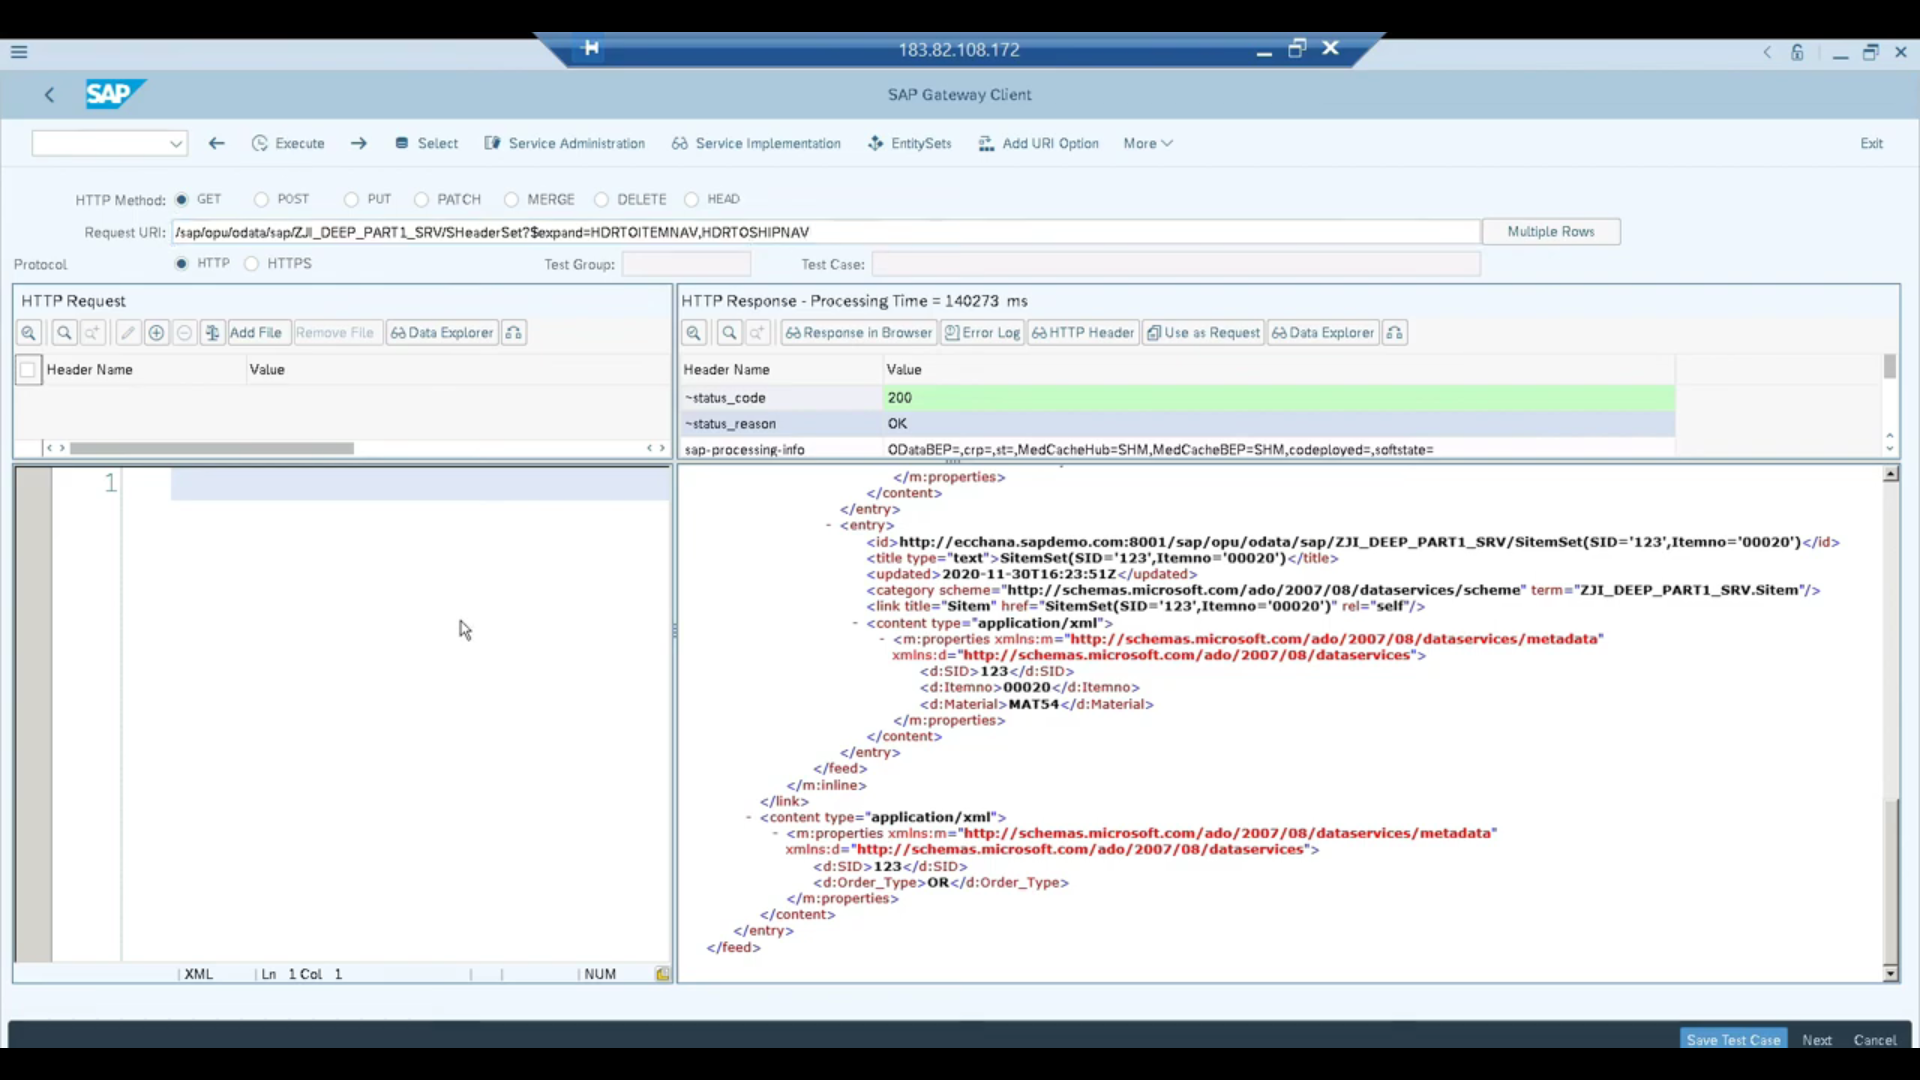 183.82.108.172
SAP
SAP Gateway Client
Execute Select Service Administration Service Implementation EntitySets Add URI Option More Exit
HTTP Method: GET POST PUT PATCH MERGE DELETE HEAD
Request URI: /sap/opu/odata/sap/ZJI_DEEP_PART1_SRV/SHeaderSet?$expand=HDRTOITEMNAV,HDRTOSHIPNAV Multiple Rows
Protocol HTTP HTTPS Test Group: Test Case:
HTTP Request
Add File Remove File Data Explorer
Header Name Value
1
XML Ln 1 Col 1 NUM
HTTP Response - Processing Time = 140273 ms
Response in Browser Error Log HTTP Header Use as Request Data Explorer
Header Name Value
~status_code 200
~status_reason OK
sap-processing-info ODataBEP=,crp=,st=,MedCacheHub=SHM,MedCacheBEP=SHM,codeployed=,softstate=
</m:properties>
</content>
</entry>
- <entry>
<id>http://ecchana.sapdemo.com:8001/sap/opu/odata/sap/ZJI_DEEP_PART1_SRV/SitemSet(SID='123',Itemno='00020')</id>
<title type="text">SitemSet(SID='123',Itemno='00020')</title>
<updated>2020-11-30T16:23:51Z</updated>
<category scheme="http://schemas.microsoft.com/ado/2007/08/dataservices/scheme" term="ZJI_DEEP_PART1_SRV.Sitem"/>
<link title="Sitem" href="SitemSet(SID='123',Itemno='00020')" rel="self"/>
- <content type="application/xml">
- <m:properties xmlns:m="http://schemas.microsoft.com/ado/2007/08/dataservices/metadata"
xmlns:d="http://schemas.microsoft.com/ado/2007/08/dataservices">
<d:SID>123</d:SID>
<d:Itemno>00020</d:Itemno>
<d:Material>MAT54</d:Material>
</m:properties>
</content>
</entry>
</feed>
</m:inline>
</link>
- <content type="application/xml">
- <m:properties xmlns:m="http://schemas.microsoft.com/ado/2007/08/dataservices/metadata"
xmlns:d="http://schemas.microsoft.com/ado/2007/08/dataservices">
<d:SID>123</d:SID>
<d:Order_Type>OR</d:Order_Type>
</m:properties>
</content>
</entry>
</feed>
Save Test Case Next Cancel